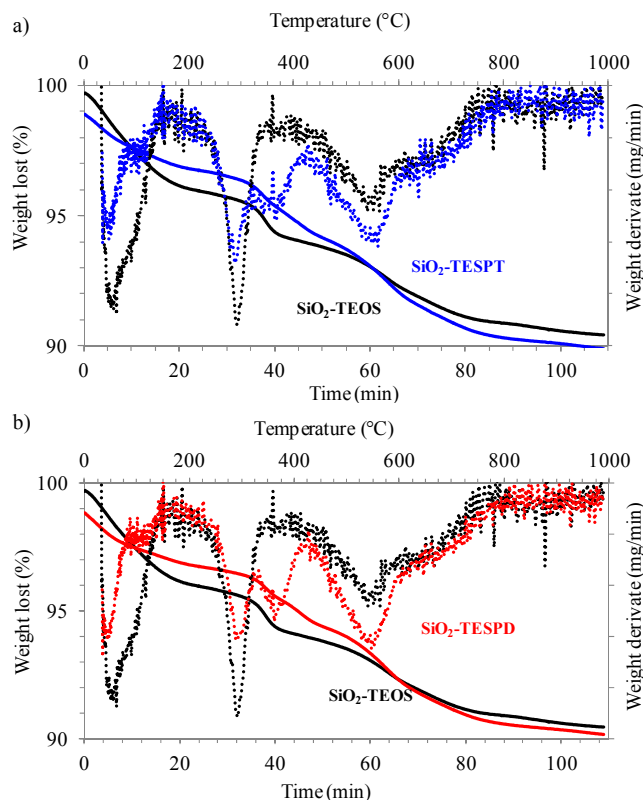 a)
Temperature (°C)
0 200 400 600 800 1000
100
95
90
Weight lost (%)
Weight derivate (mg/min)
SiO2-TESPT
SiO2-TEOS
0 20 40 60 80 100
Time (min)
b)
Temperature (°C)
0 200 400 600 800 1000
100
95
90
Weight lost (%)
Weight derivate (mg/min)
SiO2-TESPD
SiO2-TEOS
0 20 40 60 80 100
Time (min)